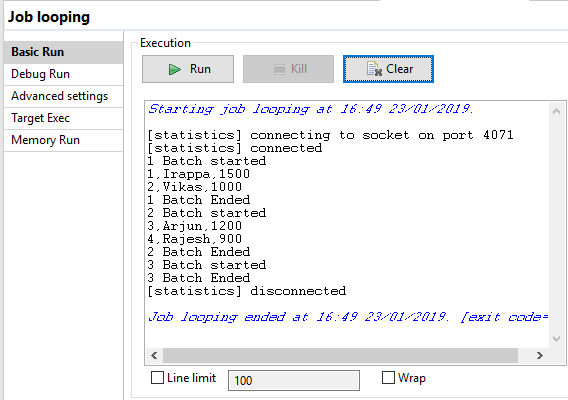 Job looping
Basic Run
Debug Run
Advanced settings
Target Exec
Memory Run
Execution
Run
Kill
Clear
Starting job looping at 16:49 23/01/2019.
[statistics] connecting to socket on port 4071
[statistics] connected
1 Batch started
1,Irappa,1500
2,Vikas,1000
1 Batch Ended
2 Batch started
3,Arjun,1200
4,Rajesh,900
2 Batch Ended
3 Batch started
3 Batch Ended
[statistics] disconnected
Job looping ended at 16:49 23/01/2019. [exit code=
Line limit
100
Wrap